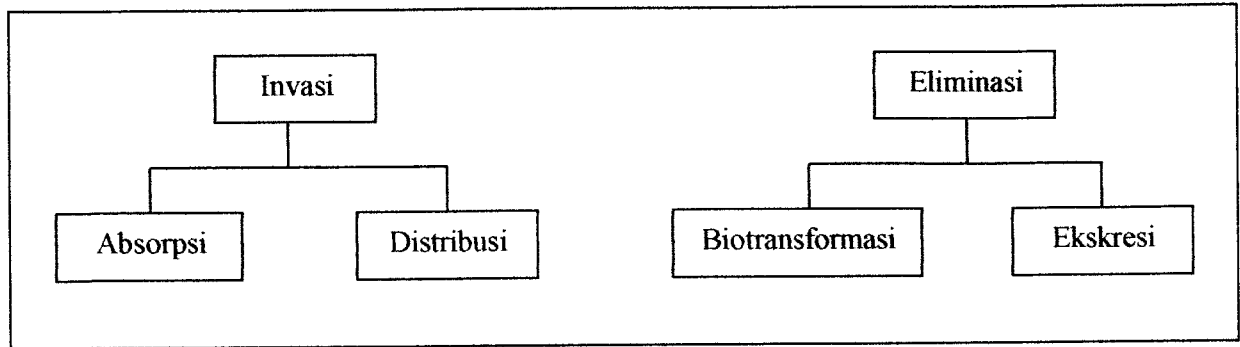 Invasi
Eliminasi
Absorpsi
Distribusi
Biotransformasi
Ekskresi